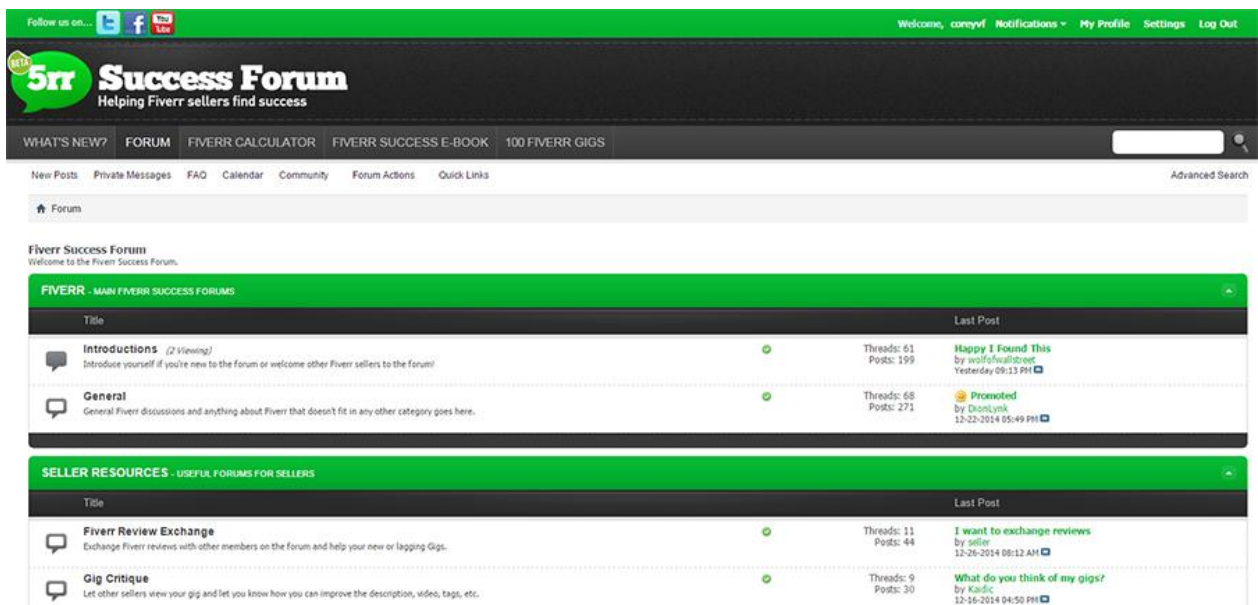 Follow us on...
You
Tube
Welcome, coreyvf Notifications My Profile Settings Log Out
BETA
5rr
Success Forum
Helping Fiverr sellers find success
WHAT'S NEW? FORUM FIVERR CALCULATOR FIVERR SUCCESS E-BOOK 100 FIVERR GIGS
New Posts Private Messages FAQ Calendar Community Forum Actions Quick Links Advanced Search
Forum
Fiverr Success Forum
Welcome to the Fiverr Success Forum.
FIVERR - MAIN FIVERR SUCCESS FORUMS
Title Last Post
Introductions (2 Viewing)
Introduce yourself if you're new to the forum or welcome other Fiverr sellers to the forum!
Threads: 61
Posts: 199
Happy I Found This
by wolfofwallstreet
Yesterday 09:13 PM
General
General Fiverr discussions and anything about Fiverr that doesn't fit in any other category goes here.
Threads: 68
Posts: 271
Promoted
by DionLynk
12-22-2014 05:49 PM
SELLER RESOURCES - USEFUL FORUMS FOR SELLERS
Title Last Post
Fiverr Review Exchange
Exchange Fiverr reviews with other members on the forum and help your new or lagging Gigs.
Threads: 11
Posts: 44
I want to exchange reviews
by seller
12-26-2014 08:12 AM
Gig Critique
Let other sellers view your gig and let you know how you can improve the description, video, tags, etc.
Threads: 9
Posts: 30
What do you think of my gigs?
by Kaidic
12-16-2014 04:50 PM